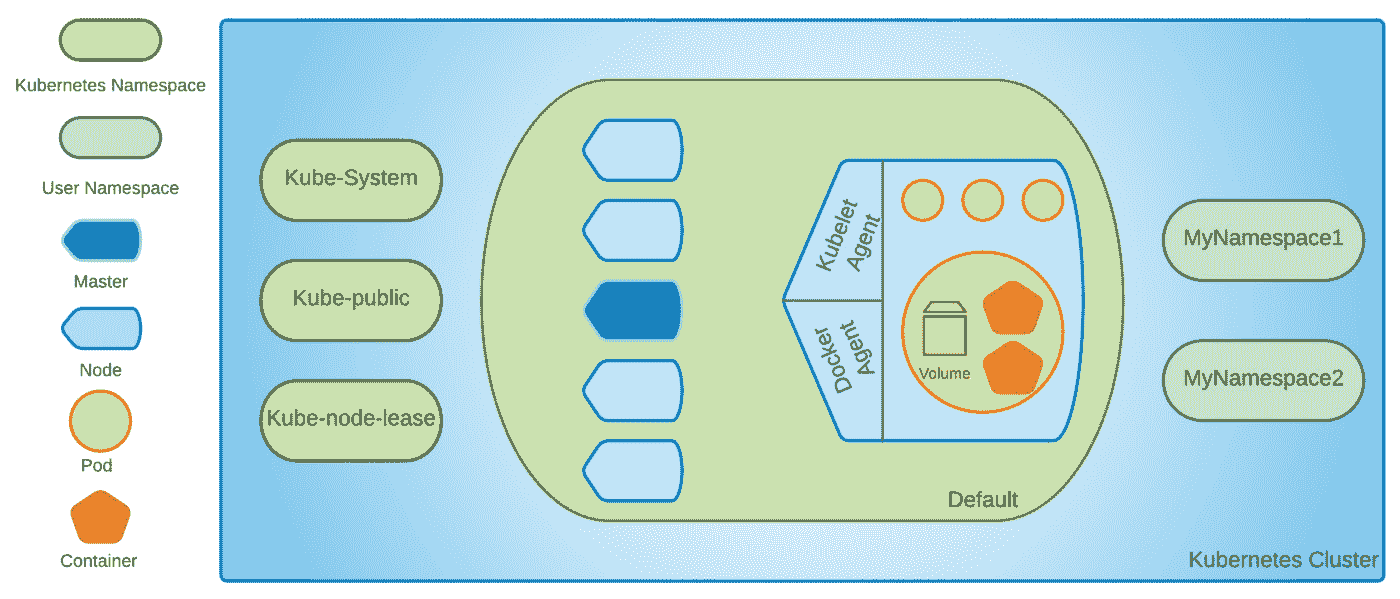 Kubernetes Namespace
User Namespace
Master
Node
Pod
Container
Kube-System
Kube-public
Kube-node-lease
Kubelet
Agent
Docker
Agent
Volume
Default
MyNamespace1
MyNamespace2
Kubernetes Cluster